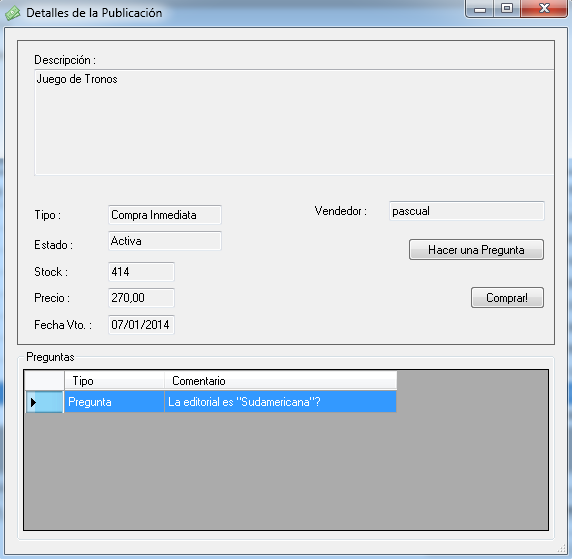 Detalles de la Publicación
Descripción :
Juego de Tronos
Tipo : Compra Inmediata
Vendedor : pascual
Estado : Activa
Hacer una Pregunta
Stock : 414
Precio : 270,00
Comprar!
Fecha Vto. : 07/01/2014
Preguntas
Tipo Comentario
Pregunta La editorial es "Sudamericana"?